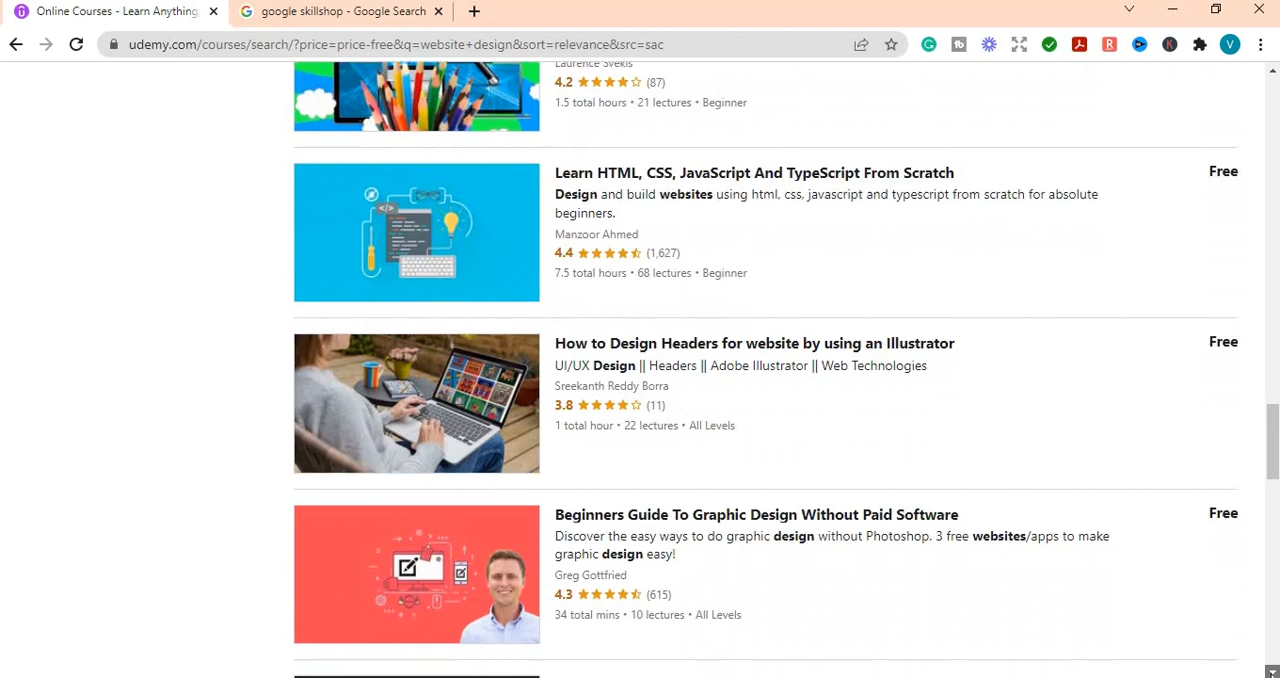 Online Courses - Learn Anything,
google skillshop - Google Search
udemy.com/courses/search/?price=price-free&q=website+design&sort=relevance&src=sac
Laurence Svekis
4.2 (87)
1.5 total hours • 21 lectures • Beginner
Learn HTML, CSS, JavaScript And TypeScript From Scratch
Free
Design and build websites using html, css, javascript and typescript from scratch for absolute
beginners.
Manzoor Ahmed
4.4 (1,627)
7.5 total hours • 68 lectures • Beginner
How to Design Headers for website by using an Illustrator
Free
UI/UX Design || Headers || Adobe Illustrator || Web Technologies
Sreekanth Reddy Borra
3.8 (11)
1 total hour • 22 lectures • All Levels
Beginners Guide To Graphic Design Without Paid Software
Free
Discover the easy ways to do graphic design without Photoshop. 3 free websites/apps to make
graphic design easy!
Greg Gottfried
4.3 (615)
34 total mins • 10 lectures • All Levels